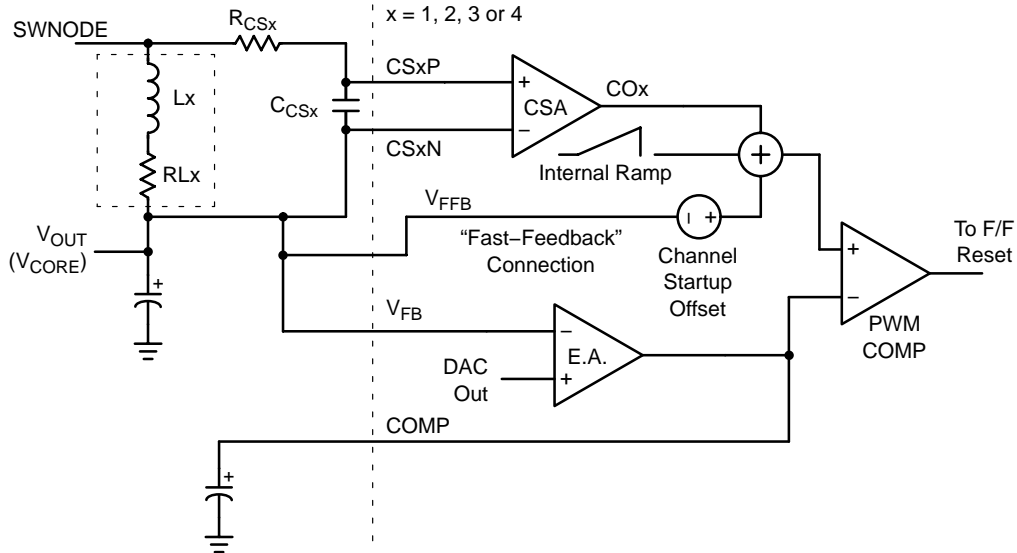 x = 1, 2, 3 or 4
SWNODE
RCSx
CSxP
COx
Lx
CCSx
+
CSA
−
CSxN
Internal Ramp
+
RLx
VFFB
− +
"Fast−Feedback"
Connection
Channel
Startup
Offset
VOUT
(VCORE)
+
To F/F
Reset
+
−
PWM
COMP
VFB
−
E.A.
+
DAC
Out
COMP
+